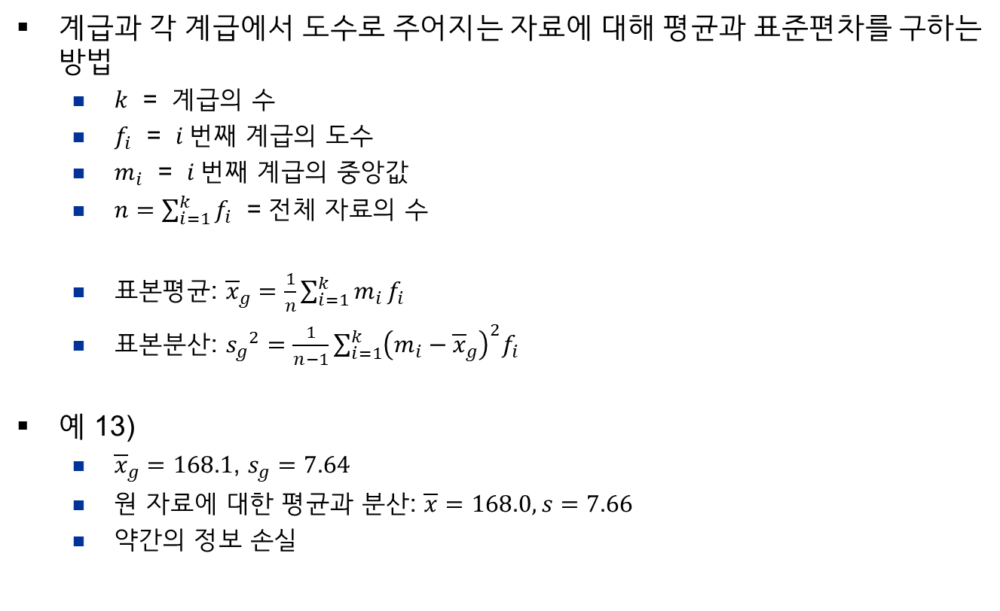 ▪ 계급과 각 계급에서 도수로 주어지는 자료에 대해 평균과 표준편차를 구하는
방법
▪ $k$ = 계급의 수
▪ $f_i$ = $i$ 번째 계급의 도수
▪ $m_i$ = $i$ 번째 계급의 중앙값
▪ $n = \sum_{i=1}^{k} f_i$ = 전체 자료의 수
▪ 표본평균: $\overline{x}_g = \frac{1}{n}\sum_{i=1}^{k} m_i f_i$
▪ 표본분산: ${s_g}^2 = \frac{1}{n-1}\sum_{i=1}^{k}\left(m_i - \overline{x}_g\right)^2 f_i$
▪ 예 13)
▪ $\overline{x}_g = 168.1$, $s_g = 7.64$
▪ 원 자료에 대한 평균과 분산: $\overline{x} = 168.0, s = 7.66$
▪ 약간의 정보 손실